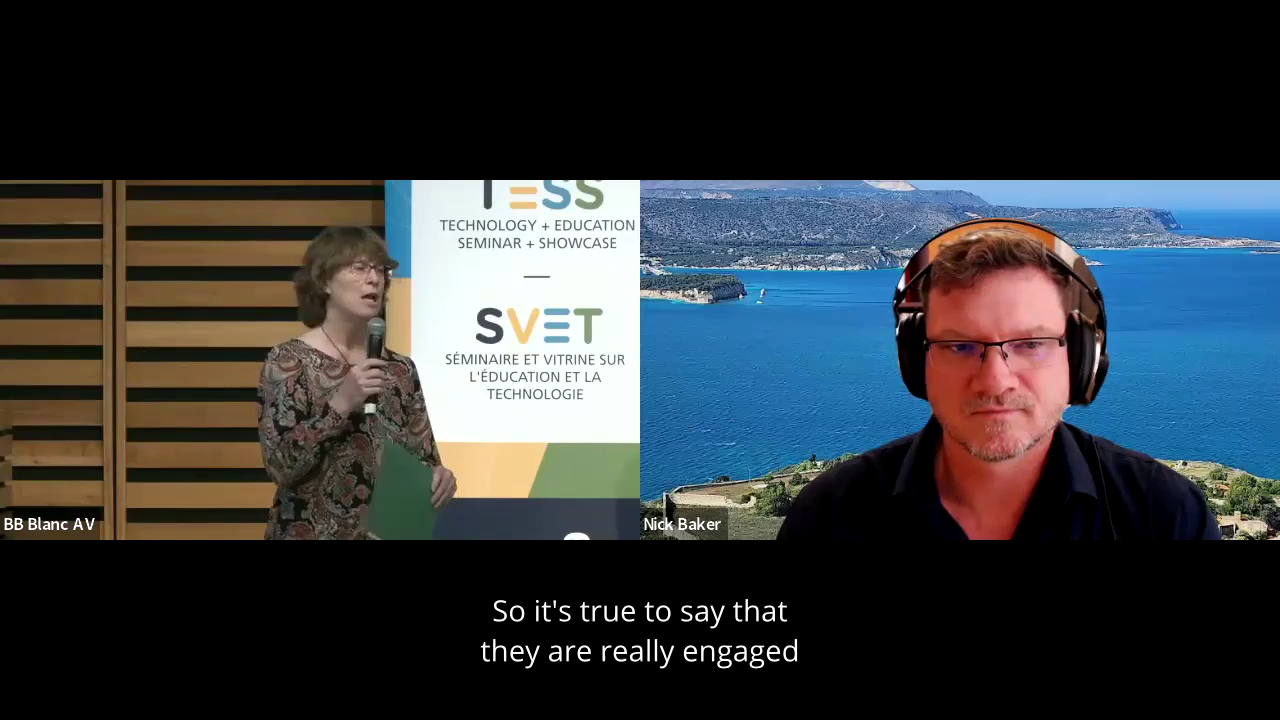 TESS
TECHNOLOGY + EDUCATION
SEMINAR + SHOWCASE
SVET
SÉMINAIRE ET VITRINE SUR
L'ÉDUCATION ET LA
TECHNOLOGIE
BB Blanc AV
Nick Baker
So it's true to say that
they are really engaged